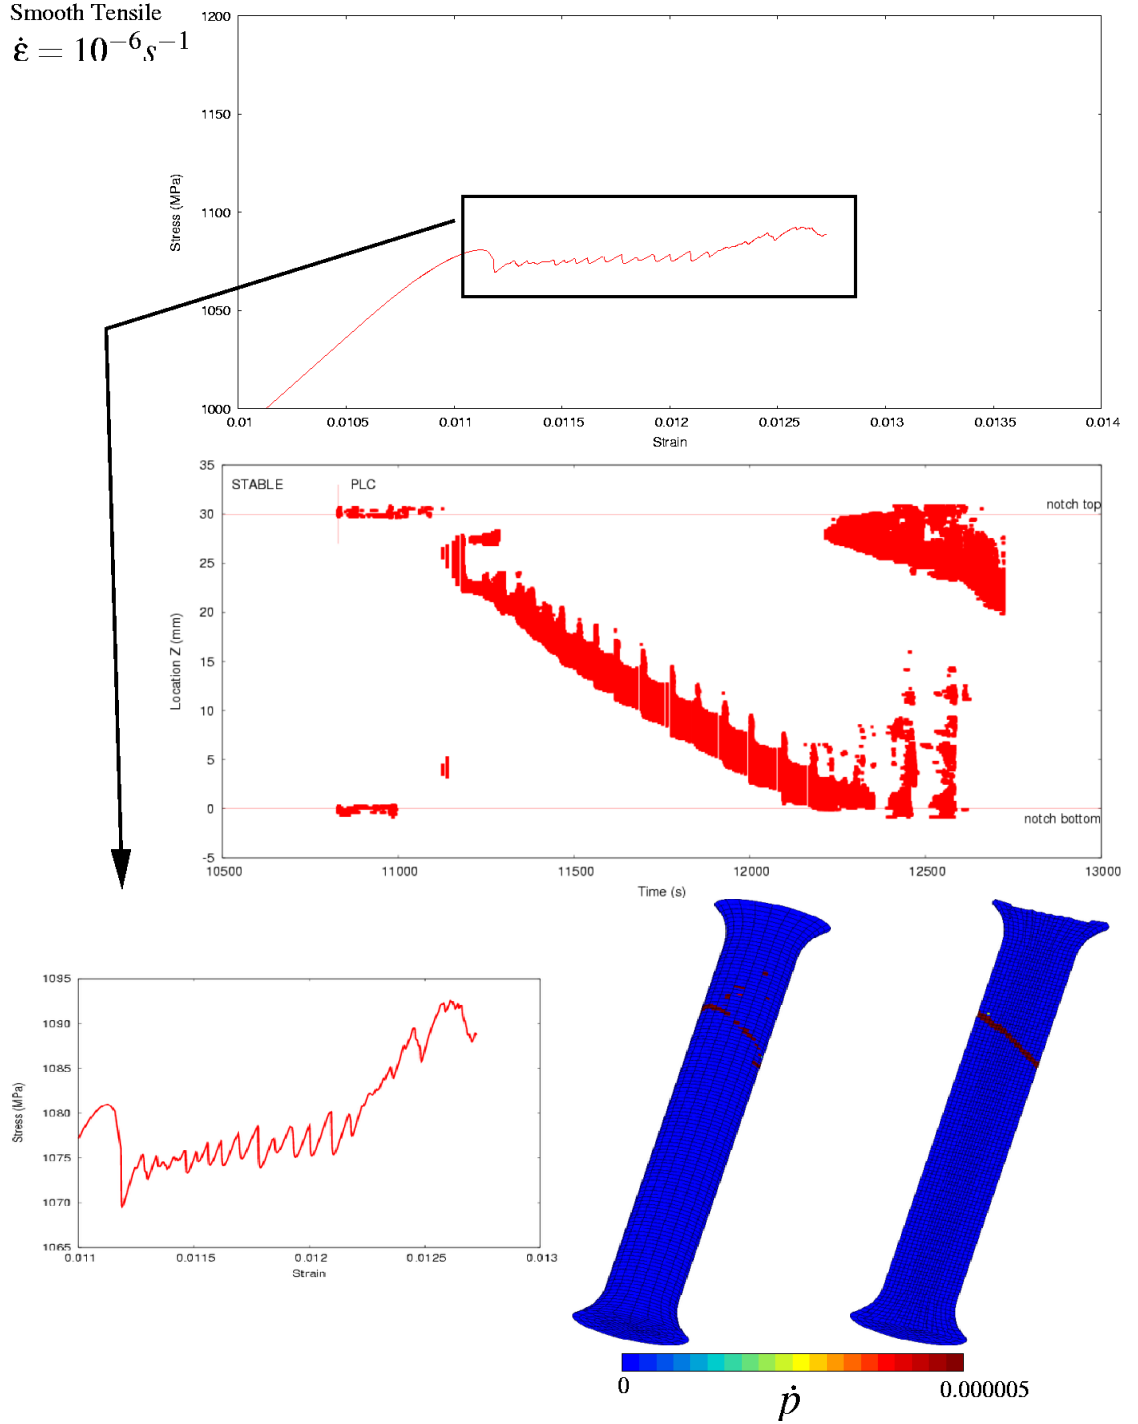 Smooth Tensile
ε̇ = 10⁻⁶s⁻¹
1200
1150
1100
1050
1000
Stress (MPa)
0.01 0.0105 0.011 0.0115 0.012 0.0125 0.013 0.0135 0.014
Strain
35
30
25
20
15
10
5
0
-5
Location Z (mm)
STABLE PLC
notch top
notch bottom
10500 11000 11500 12000 12500 13000
Time (s)
1095
1090
1085
1080
1075
1070
1065
Stress (MPa)
0.011 0.0115 0.012 0.0125 0.013
Strain
0 ṗ 0.000005